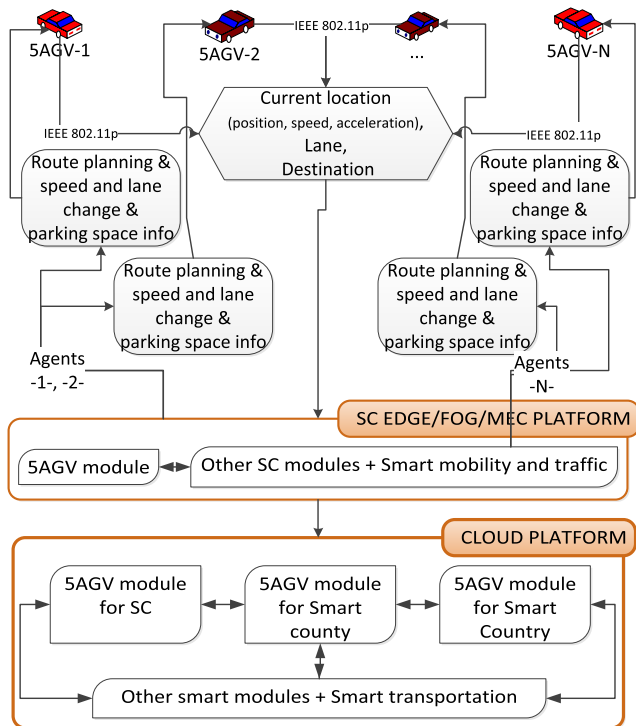 IEEE 802.11p
5AGV-1
5AGV-2
...
5AGV-N
Current location
(position, speed, acceleration),
Lane,
Destination
IEEE 802.11p
IEEE 802.11p
Route planning &
speed and lane
change &
parking space info
Route planning &
speed and lane
change &
parking space info
Route planning &
speed and lane
change &
parking space info
Route planning &
speed and lane
change &
parking space info
Agents
-1-, -2-
Agents
-N-
SC EDGE/FOG/MEC PLATFORM
5AGV module
Other SC modules + Smart mobility and traffic
CLOUD PLATFORM
5AGV module
for SC
5AGV module
for Smart
county
5AGV module
for Smart
Country
Other smart modules + Smart transportation